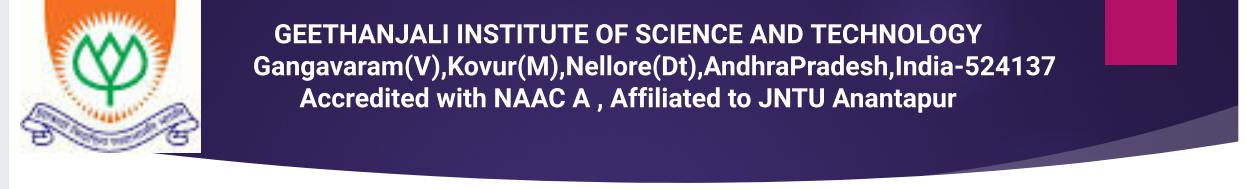 GEETHANJALI INSTITUTE OF SCIENCE AND TECHNOLOGY
Gangavaram(V),Kovur(M),Nellore(Dt),AndhraPradesh,India-524137
Accredited with NAAC A , Affiliated to JNTU Anantapur